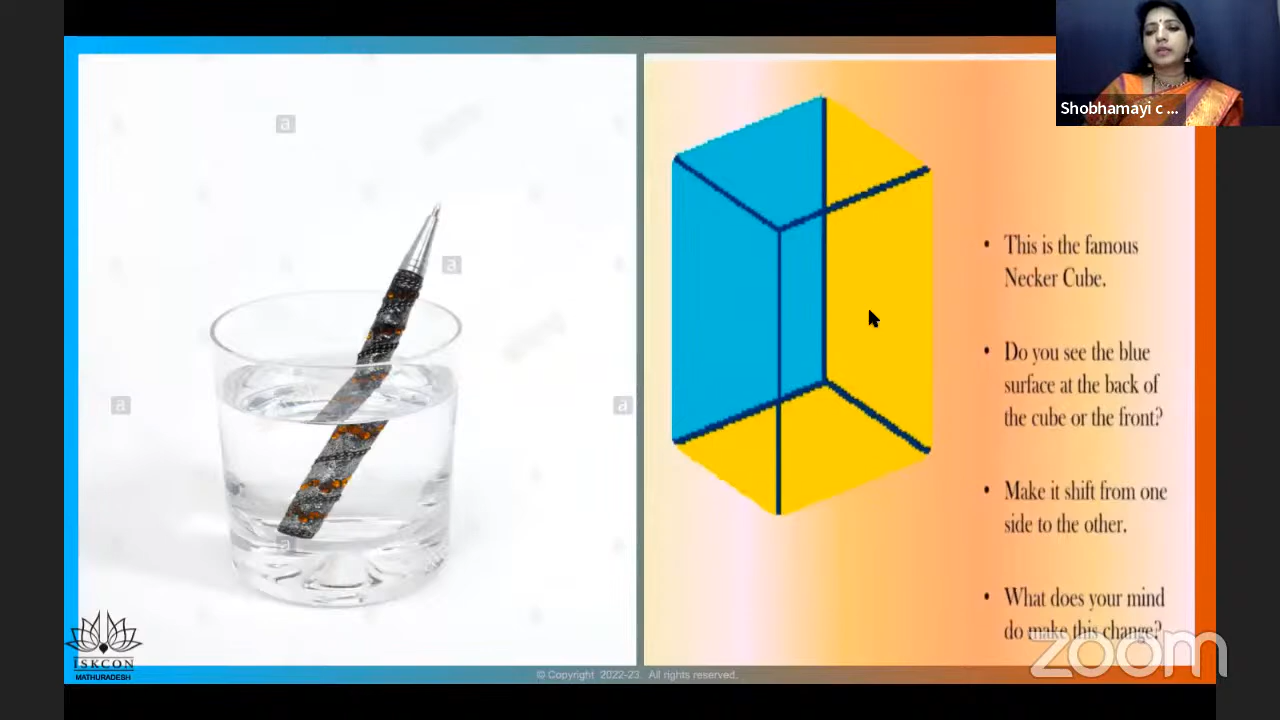 Shobhamayi c ...
a
a
a
a
a
• This is the famous
Necker Cube.
• Do you see the blue
surface at the back of
the cube or the front?
• Make it shift from one
side to the other.
• What does your mind
do make this change?
zoom
ISKCON
MATHURADESH
© Copyright 2022-23. All rights reserved.